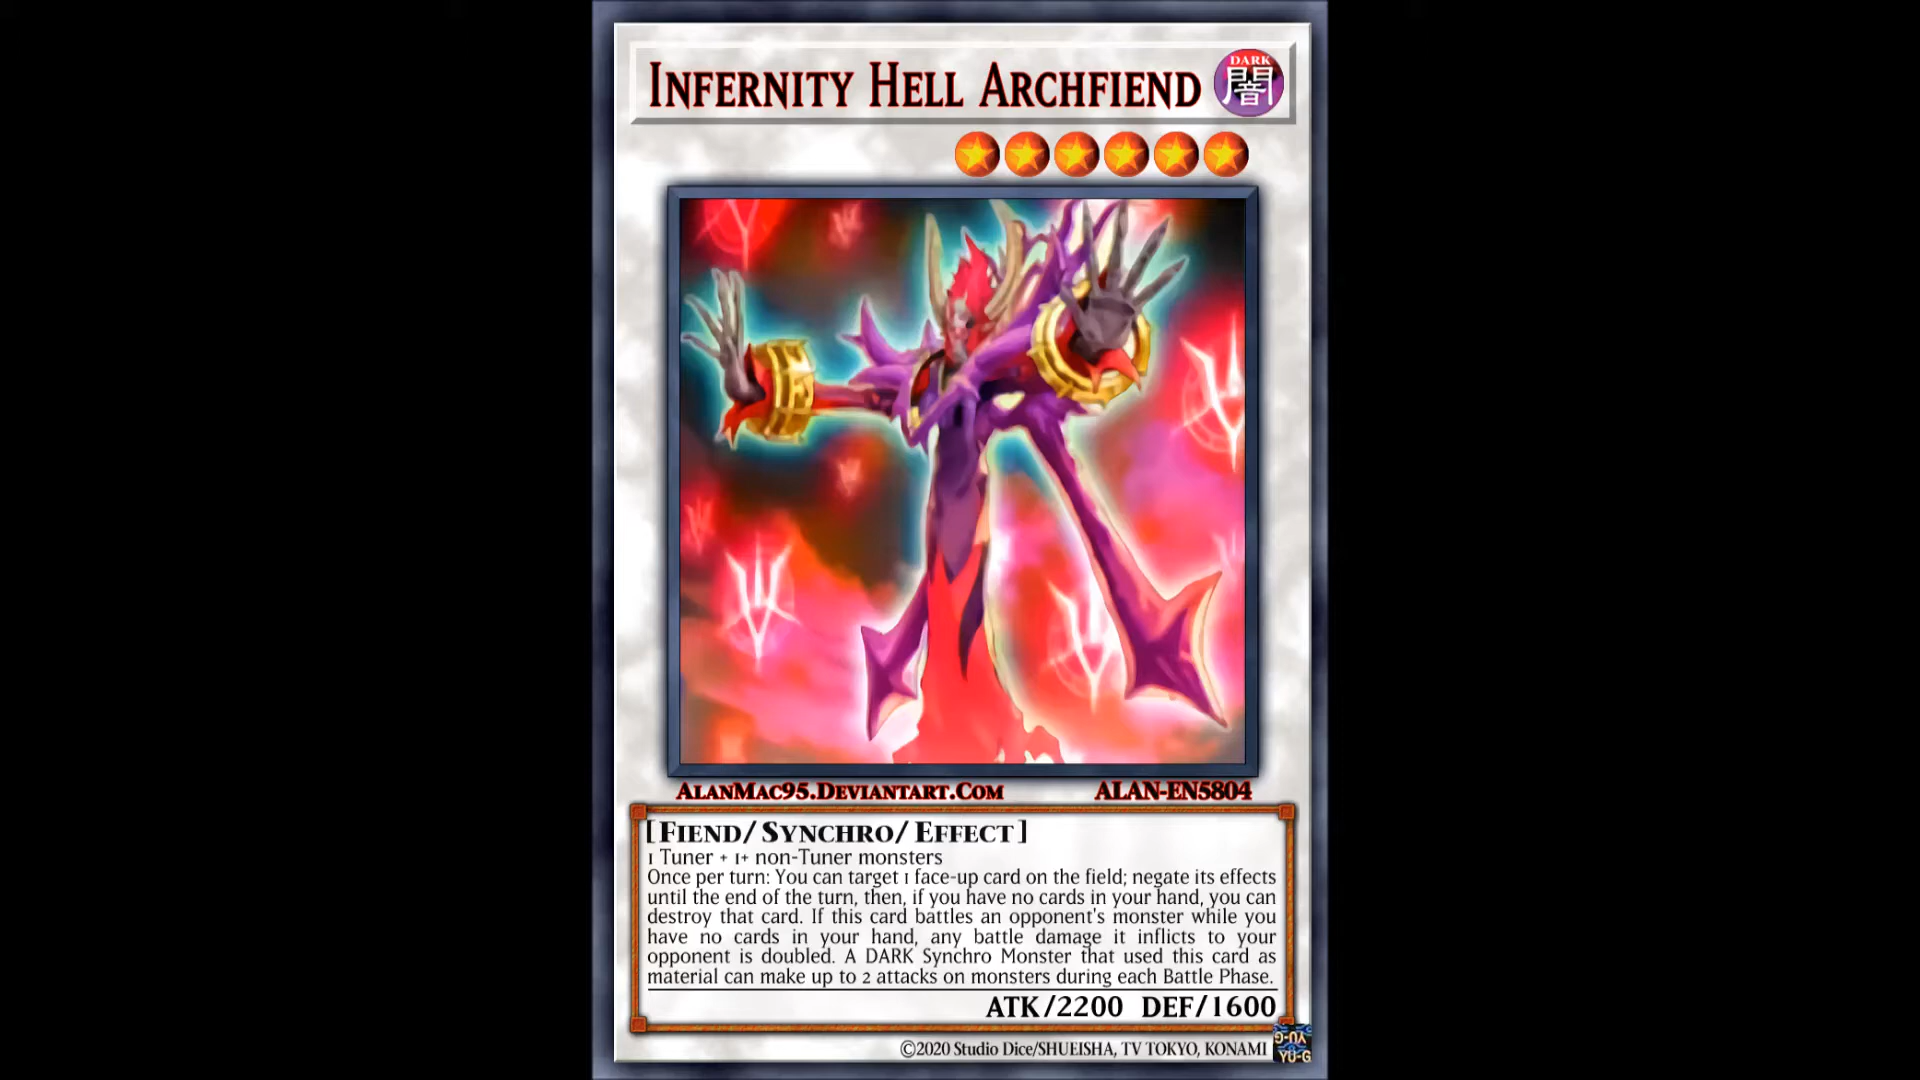 INFERNITY HELL ARCHFIEND
DARK
闇
ALANMAC95.DEVIANTART.COM ALAN-EN5804
[FIEND/SYNCHRO/EFFECT]
1 Tuner + 1+ non-Tuner monsters
Once per turn: You can target 1 face-up card on the field; negate its effects
until the end of the turn, then, if you have no cards in your hand, you can
destroy that card. If this card battles an opponent's monster while you
have no cards in your hand, any battle damage it inflicts to your
opponent is doubled. A DARK Synchro Monster that used this card as
material can make up to 2 attacks on monsters during each Battle Phase.
ATK/2200 DEF/1600
©2020 Studio Dice/SHUEISHA, TV TOKYO, KONAMI